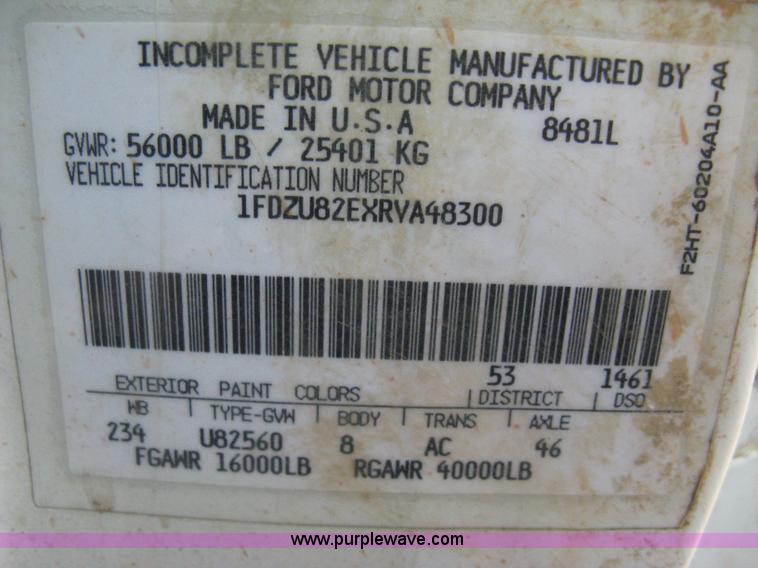 INCOMPLETE VEHICLE MANUFACTURED BY
FORD MOTOR COMPANY
MADE IN U.S.A 8481L
GVWR: 56000 LB / 25401 KG
VEHICLE IDENTIFICATION NUMBER
1FDZU82EXRVA48300
F2HT-60204A10-AA
53 1461
EXTERIOR PAINT COLORS | DISTRICT | DSO
WB | TYPE-GVW | BODY | TRANS | AXLE
234 U82560 8 AC 46
FGAWR 16000LB RGAWR 40000LB
www.purplewave.com